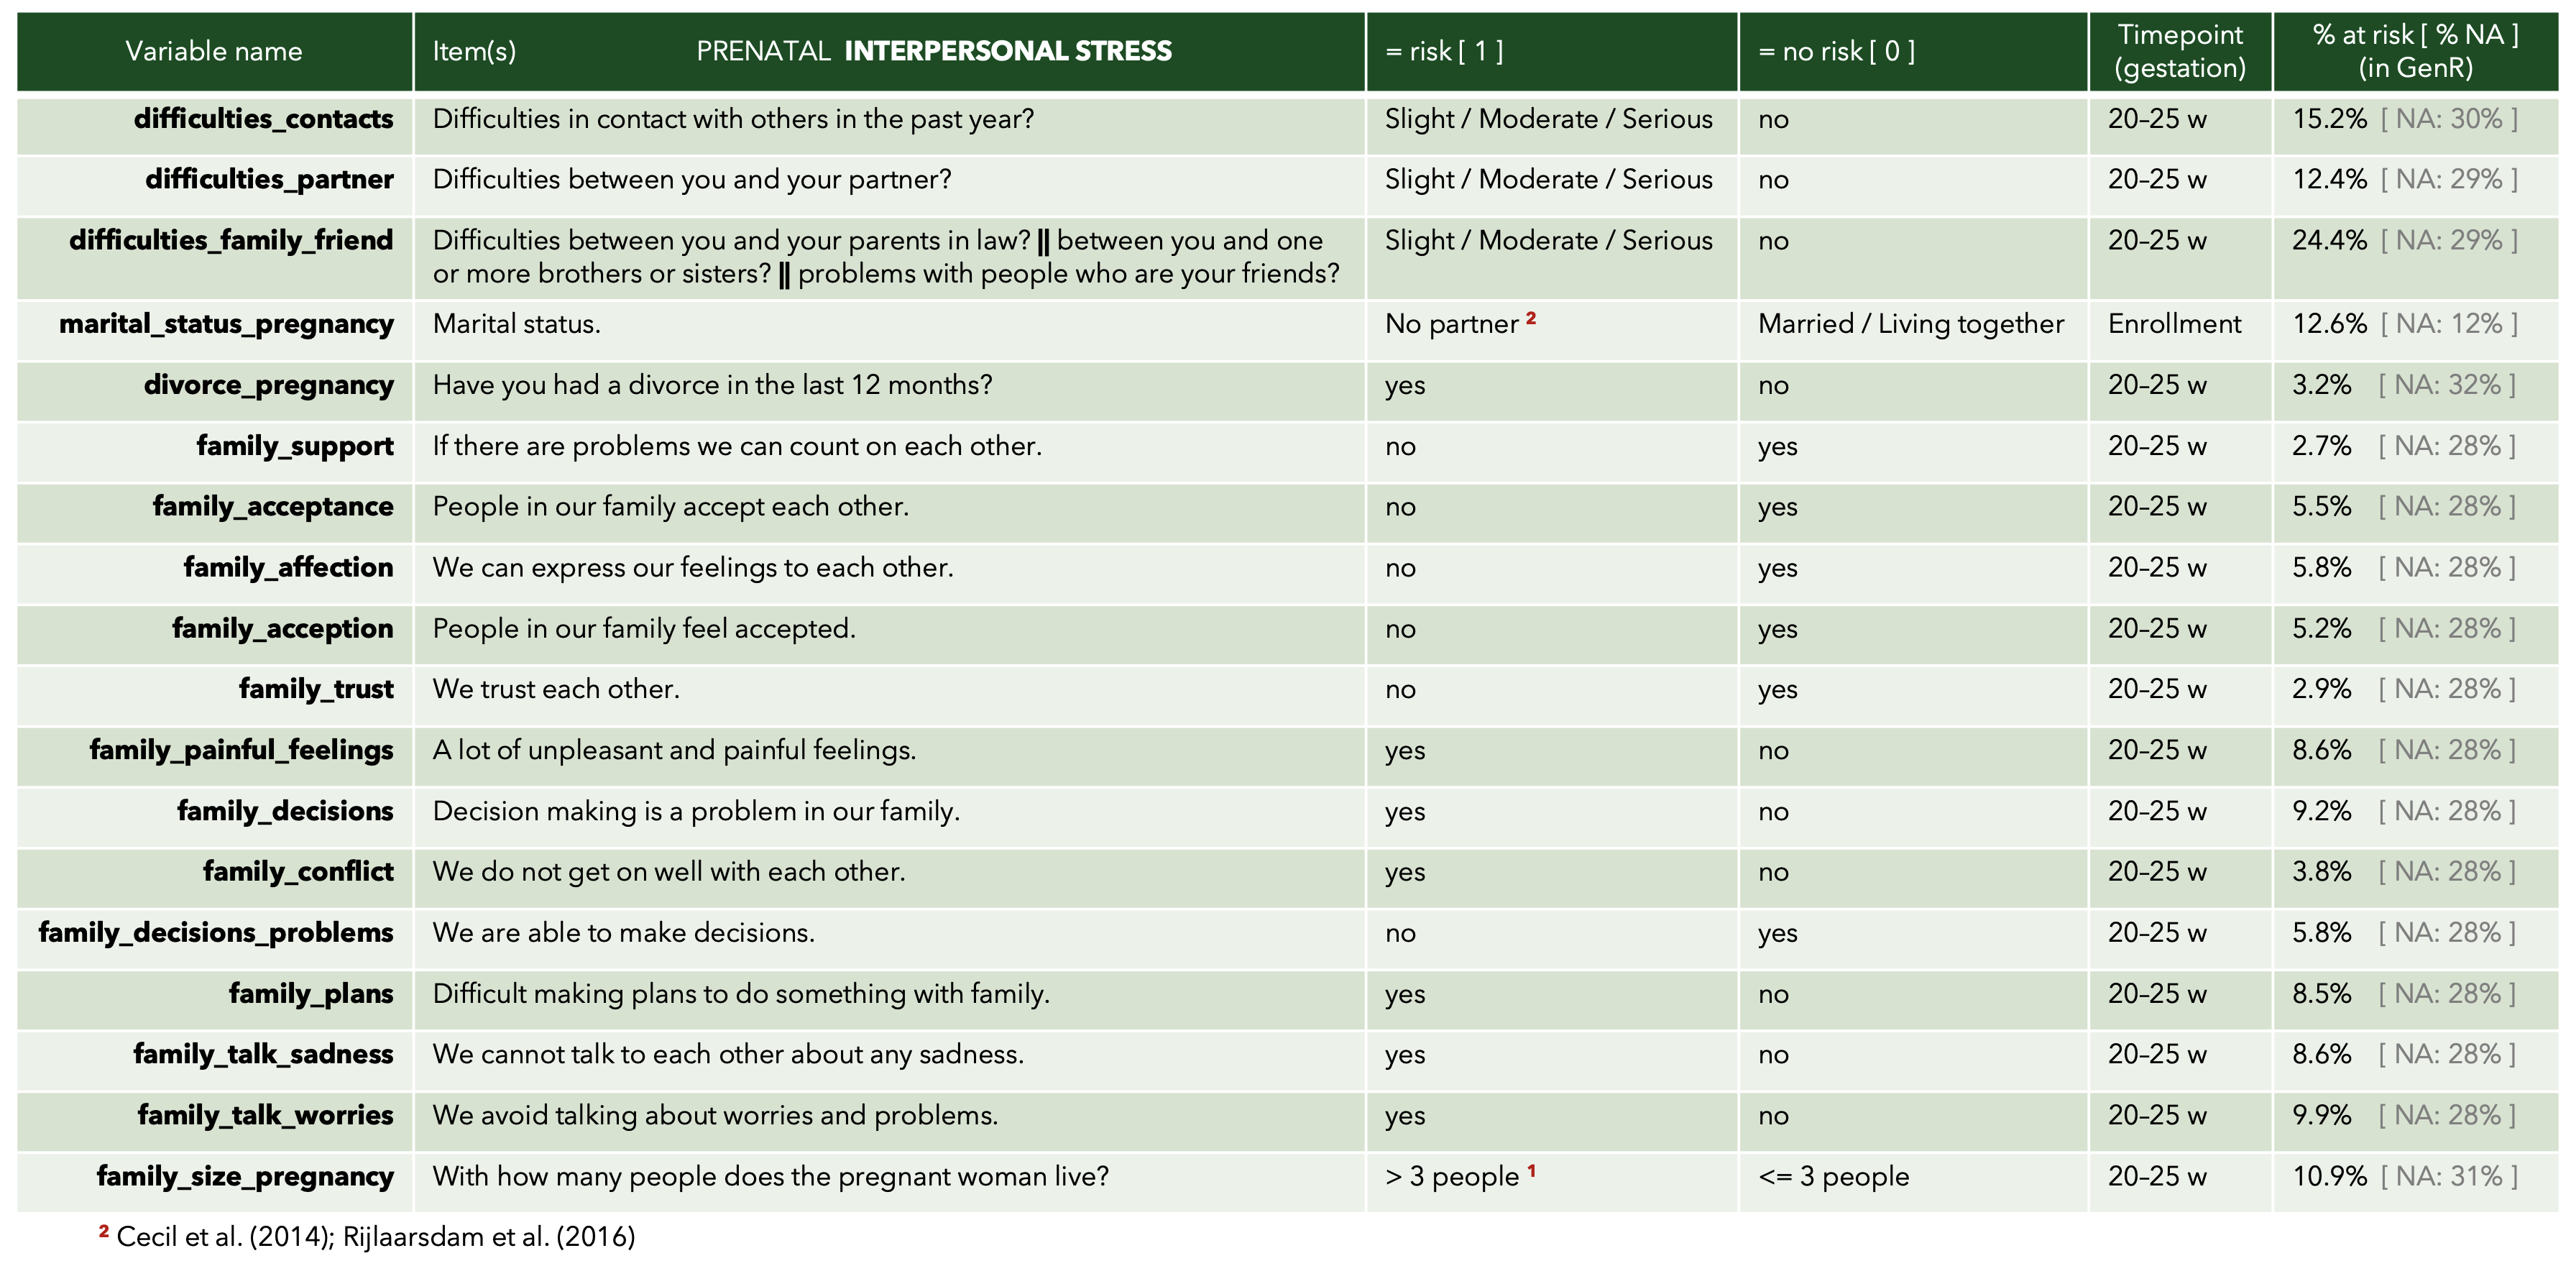 Variable name Item(s) PRENATAL INTERPERSONAL STRESS = risk [ 1 ] = no risk [ 0 ] Timepoint (gestation) % at risk [ % NA ] (in GenR)
difficulties_contacts Difficulties in contact with others in the past year? Slight / Moderate / Serious no 20–25 w 15.2% [ NA: 30% ]
difficulties_partner Difficulties between you and your partner? Slight / Moderate / Serious no 20–25 w 12.4% [ NA: 29% ]
difficulties_family_friend Difficulties between you and your parents in law? || between you and one Slight / Moderate / Serious no 20–25 w 24.4% [ NA: 29% ]
or more brothers or sisters? || problems with people who are your friends?
marital_status_pregnancy Marital status. No partner ² Married / Living together Enrollment 12.6% [ NA: 12% ]
divorce_pregnancy Have you had a divorce in the last 12 months? yes no 20–25 w 3.2% [ NA: 32% ]
family_support If there are problems we can count on each other. no yes 20–25 w 2.7% [ NA: 28% ]
family_acceptance People in our family accept each other. no yes 20–25 w 5.5% [ NA: 28% ]
family_affection We can express our feelings to each other. no yes 20–25 w 5.8% [ NA: 28% ]
family_acception People in our family feel accepted. no yes 20–25 w 5.2% [ NA: 28% ]
family_trust We trust each other. no yes 20–25 w 2.9% [ NA: 28% ]
family_painful_feelings A lot of unpleasant and painful feelings. yes no 20–25 w 8.6% [ NA: 28% ]
family_decisions Decision making is a problem in our family. yes no 20–25 w 9.2% [ NA: 28% ]
family_conflict We do not get on well with each other. yes no 20–25 w 3.8% [ NA: 28% ]
family_decisions_problems We are able to make decisions. no yes 20–25 w 5.8% [ NA: 28% ]
family_plans Difficult making plans to do something with family. yes no 20–25 w 8.5% [ NA: 28% ]
family_talk_sadness We cannot talk to each other about any sadness. yes no 20–25 w 8.6% [ NA: 28% ]
family_talk_worries We avoid talking about worries and problems. yes no 20–25 w 9.9% [ NA: 28% ]
family_size_pregnancy With how many people does the pregnant woman live? > 3 people ¹ <= 3 people 20–25 w 10.9% [ NA: 31% ]
² Cecil et al. (2014); Rijlaarsdam et al. (2016)